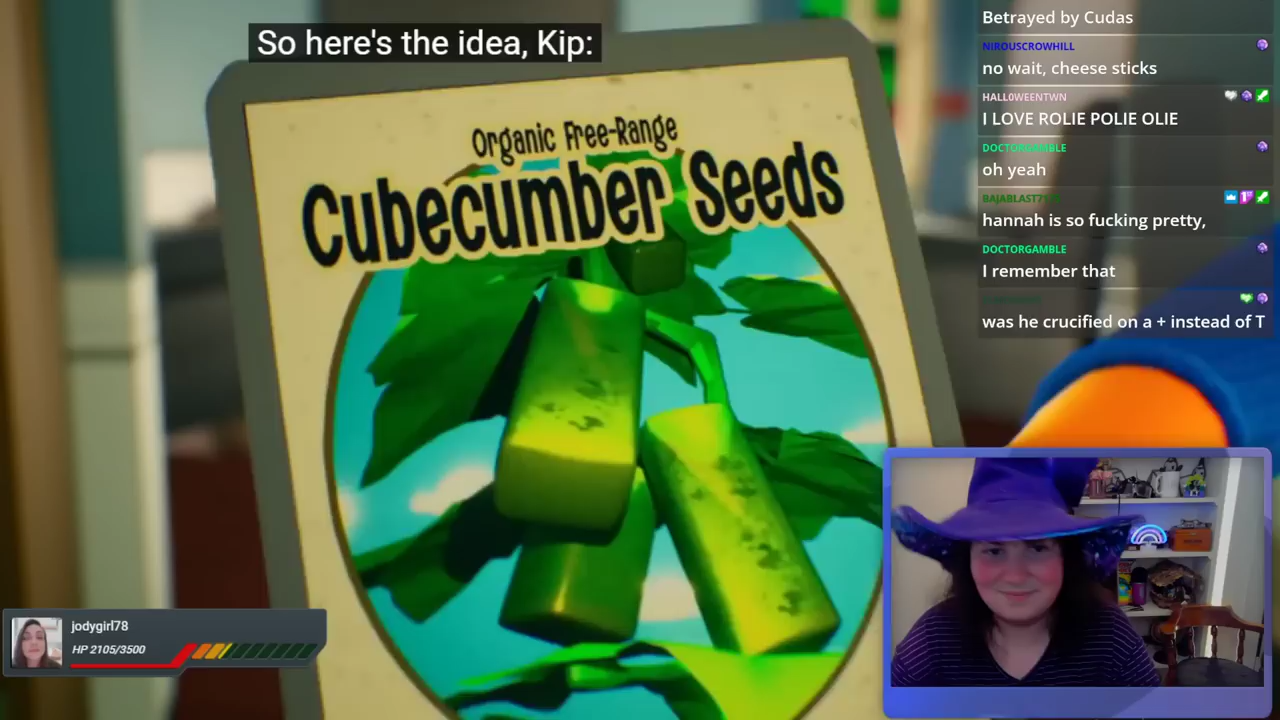 So here's the idea, Kip:
Organic Free-Range
Cubecumber Seeds
Betrayed by Cudas
NIROUSCROWHILL
no wait, cheese sticks
HALL0WEENTWN
I LOVE ROLIE POLIE OLIE
DOCTORGAMBLE
oh yeah
hannah is so fucking pretty,
DOCTORGAMBLE
I remember that
was he crucified on a + instead of T
jodygirl78
HP 2105/3500